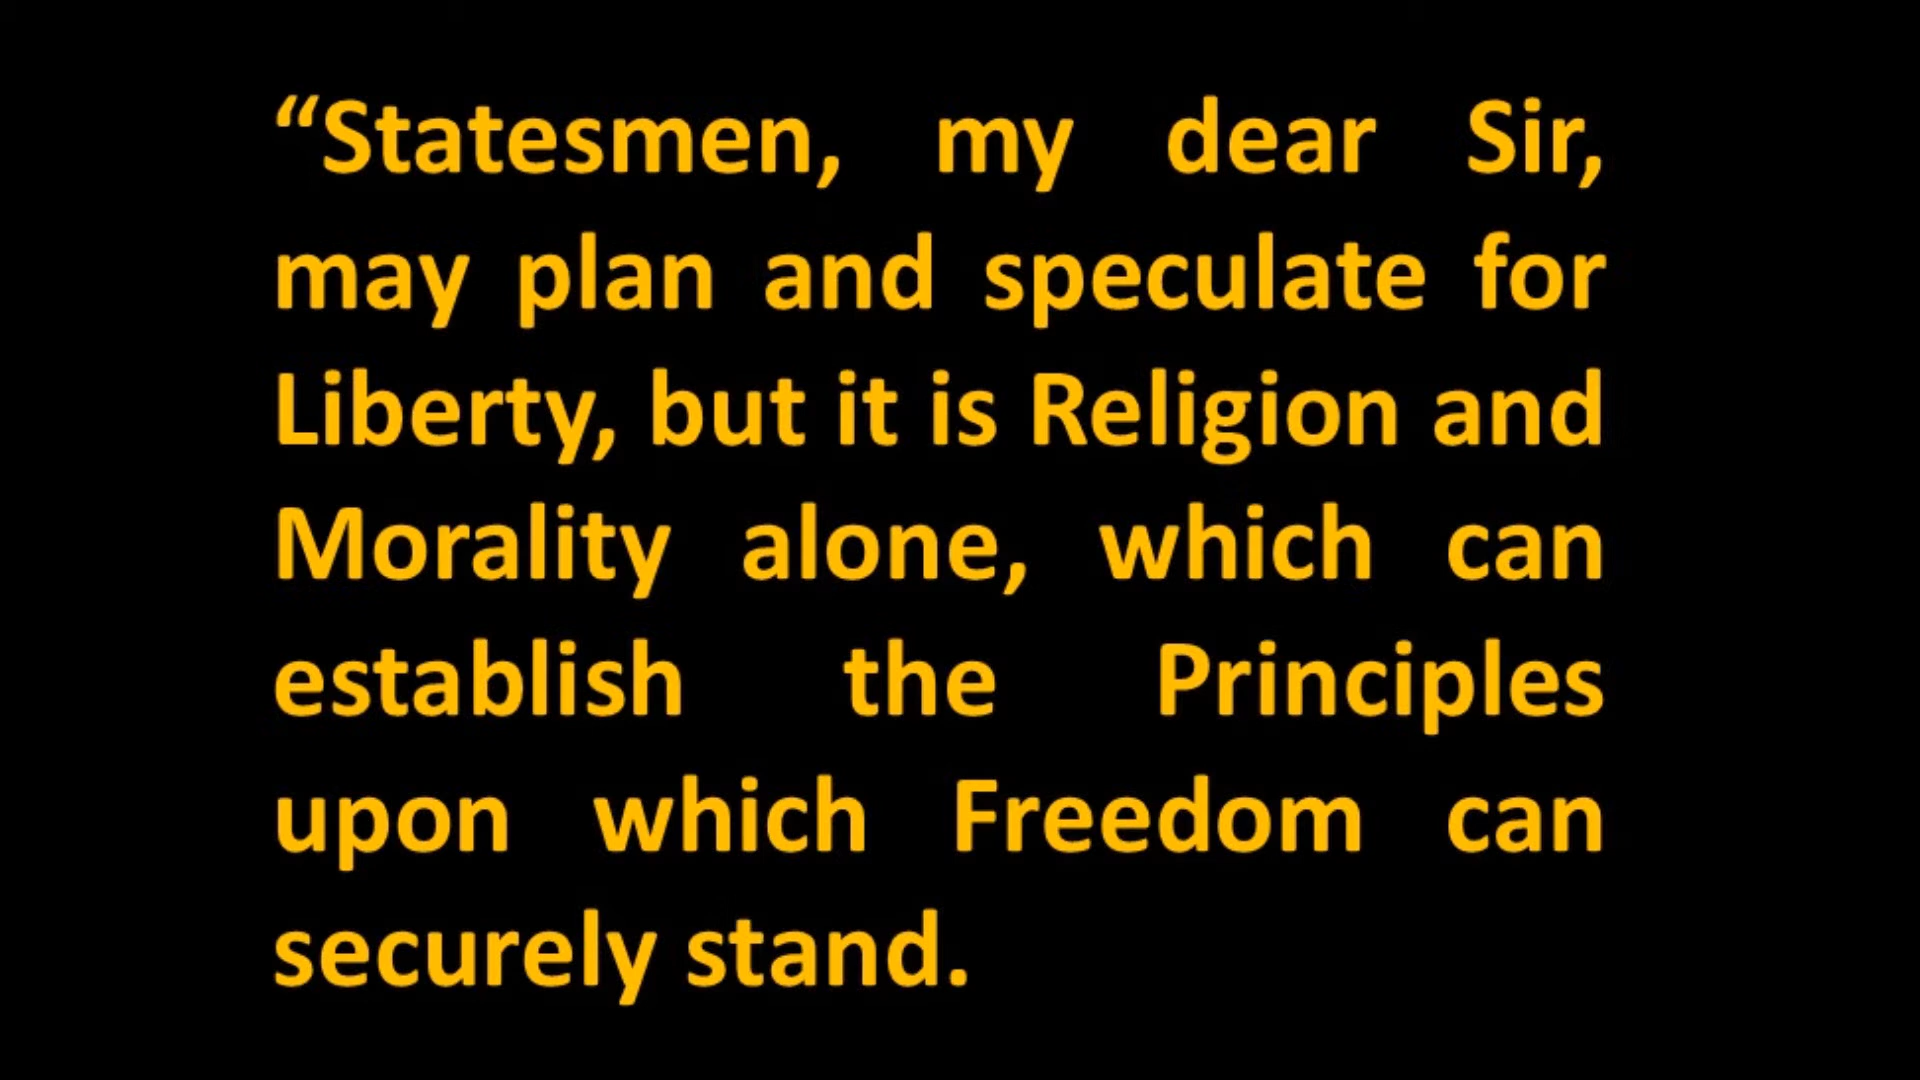 “Statesmen, my dear Sir,
may plan and speculate for
Liberty, but it is Religion and
Morality alone, which can
establish the Principles
upon which Freedom can
securely stand.